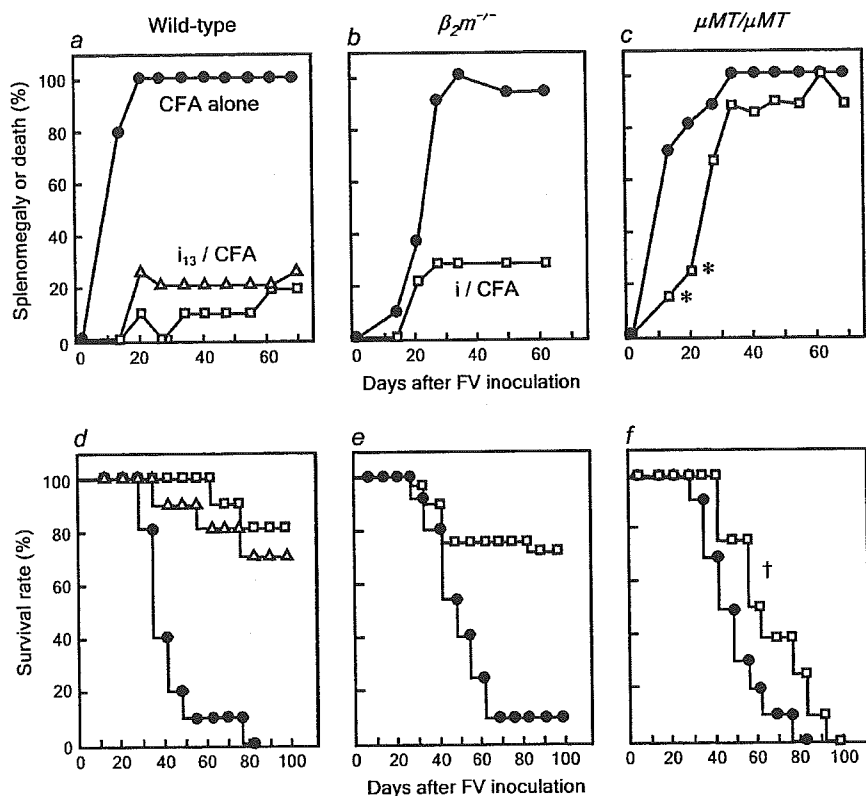 Wild-type
β₂m⁻/⁻
μMT/μMT
a
b
c
Splenomegaly or death (%)
100
80
60
40
20
0
CFA alone
i₁₃ / CFA
i / CFA
*
*
0 20 40 60
0 20 40 60
0 20 40 60
Days after FV inoculation
d
e
f
Survival rate (%)
100
80
60
40
20
0
†
0 20 40 60 80 100
0 20 40 60 80 100
0 20 40 60 80 100
Days after FV inoculation